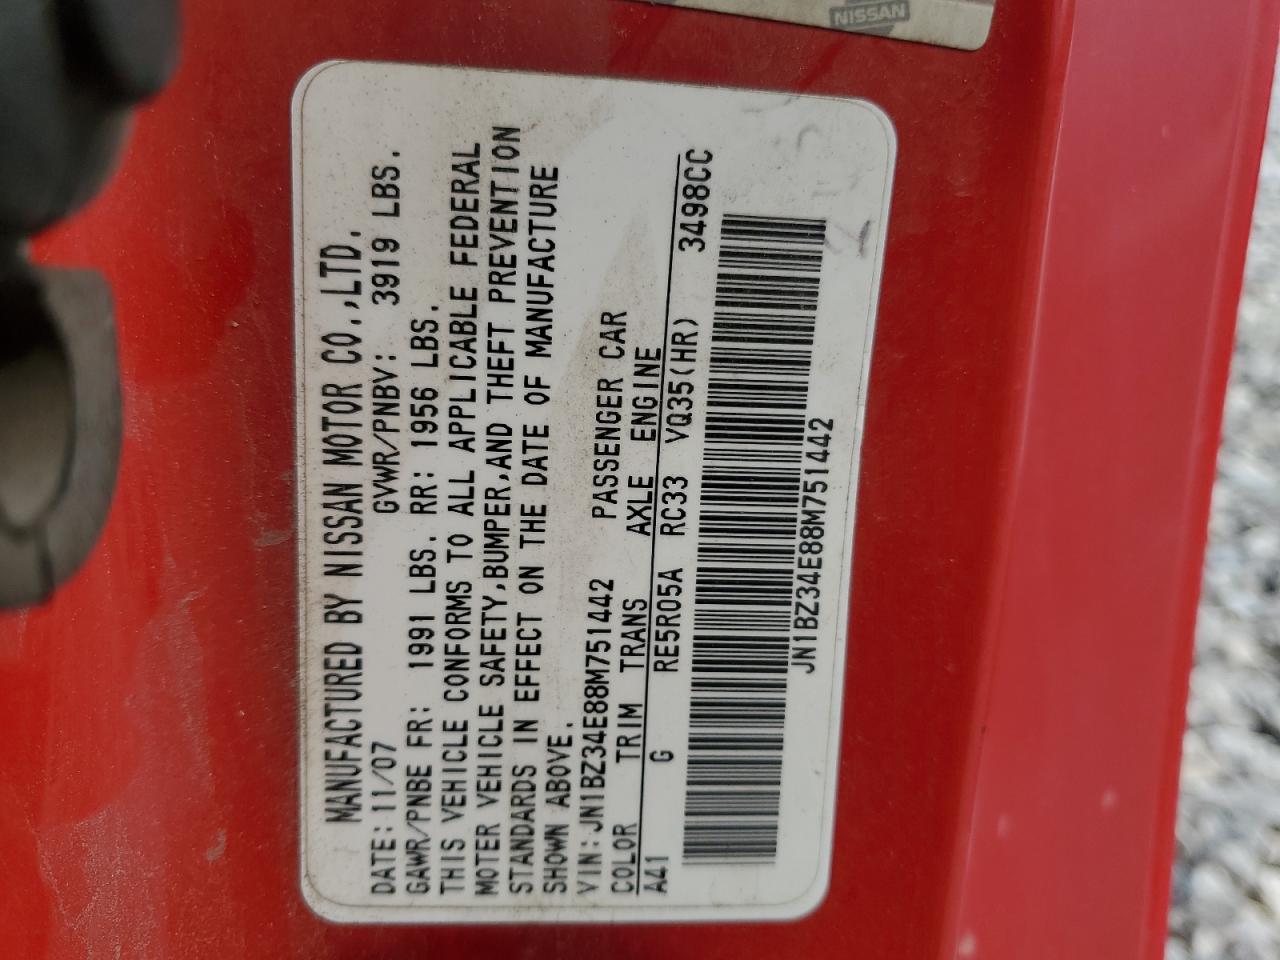 NISSAN
MANUFACTURED BY NISSAN MOTOR CO.,LTD.
DATE:11/07 GVWR/PNBV: 3919 LBS.
GAWR/PNBE FR: 1991 LBS. RR: 1956 LBS.
THIS VEHICLE CONFORMS TO ALL APPLICABLE FEDERAL
MOTER VEHICLE SAFETY,BUMPER,AND THEFT PREVENTION
STANDARDS IN EFFECT ON THE DATE OF MANUFACTURE
SHOWN ABOVE.
VIN:JN1BZ34E88M751442 PASSENGER CAR
COLOR TRIM TRANS AXLE ENGINE
A41 G RE5R05A RC33 VQ35(HR) 3498CC
JN1BZ34E88M751442